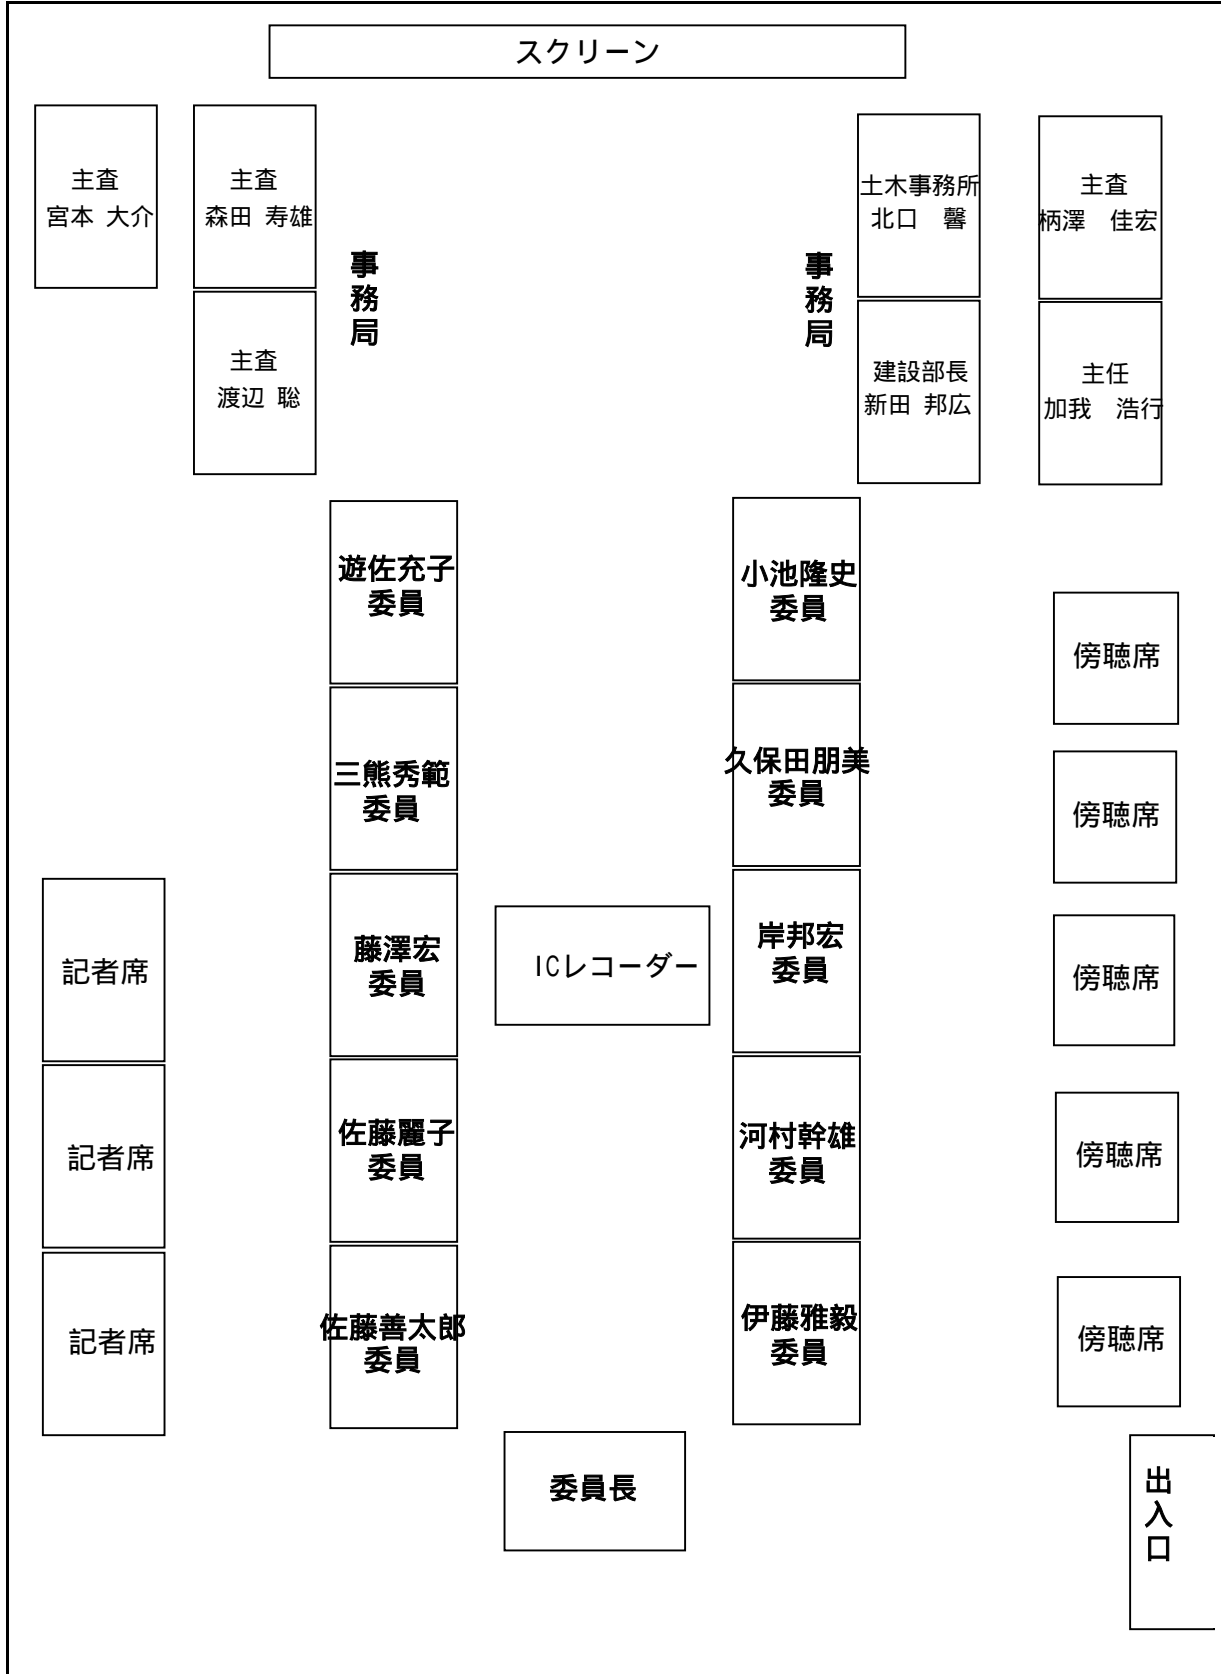 スクリーン
主査
宮本 大介
主査
森田 寿雄
土木事務所
北口　馨
主査
柄澤　佳宏
事務局
事務局
主査
渡辺 聡
建設部長
新田 邦広
主任
加我　浩行
遊佐充子
委員
小池隆史
委員
傍聴席
三熊秀範
委員
久保田朋美
委員
傍聴席
記者席
藤澤宏
委員
ICレコーダー
岸邦宏
委員
傍聴席
記者席
佐藤麗子
委員
河村幹雄
委員
傍聴席
記者席
佐藤善太郎
委員
伊藤雅毅
委員
傍聴席
委員長
出入口